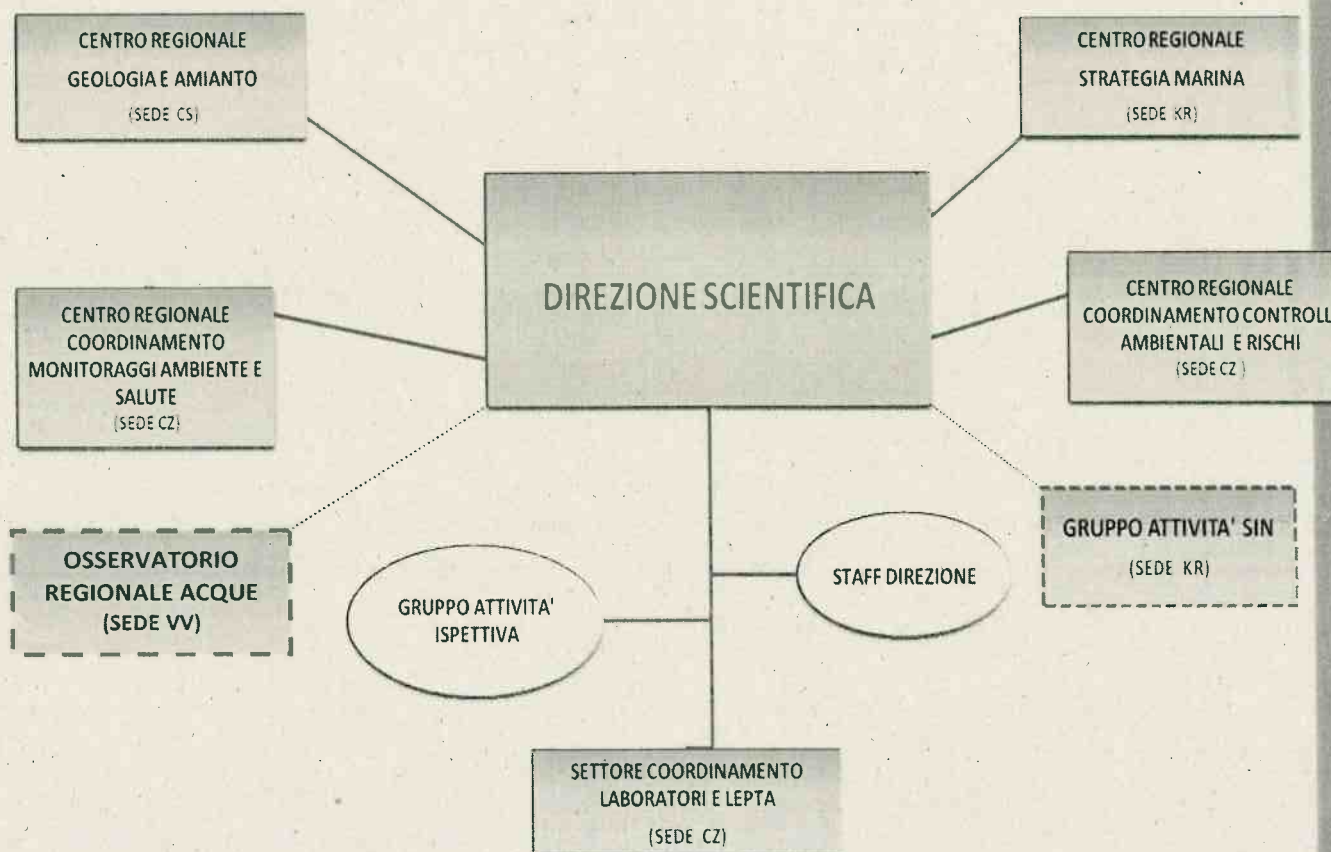 CENTRO REGIONALE
GEOLOGIA E AMIANTO
(SEDE CS)
CENTRO REGIONALE
STRATEGIA MARINA
(SEDE KR)
DIREZIONE SCIENTIFICA
CENTRO REGIONALE
COORDINAMENTO
MONITORAGGI AMBIENTE E
SALUTE
(SEDE CZ)
CENTRO REGIONALE
COORDINAMENTO CONTROLL
AMBIENTALI E RISCHI
(SEDE CZ )
OSSERVATORIO
REGIONALE ACQUE
(SEDE VV)
GRUPPO ATTIVITA'
ISPETTIVA
STAFF DIREZIONE
GRUPPO ATTIVITA' SIN
(SEDE KR)
SETTORE COORDINAMENTO
LABORATORI E LEPTA
(SEDE CZ)